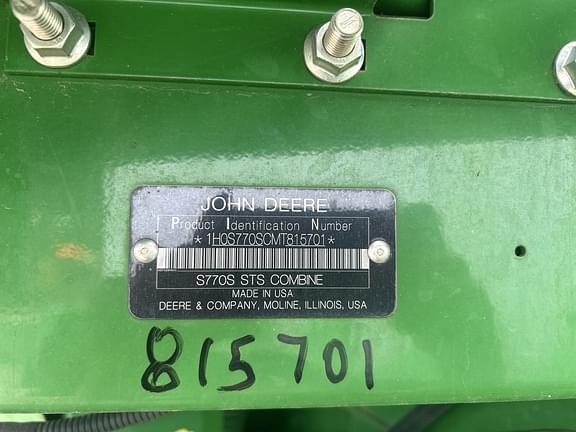 JOHN DEERE
Product Identification Number
*1H0S770SCMT815701*
S770S STS COMBINE
MADE IN USA
DEERE & COMPANY, MOLINE, ILLINOIS, USA
815701